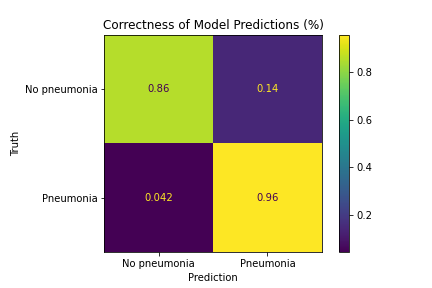 Correctness of Model Predictions (%)
No pneumonia
0.86
0.14
Pneumonia
0.042
0.96
Truth
No pneumonia
Pneumonia
Prediction
0.8
0.6
0.4
0.2